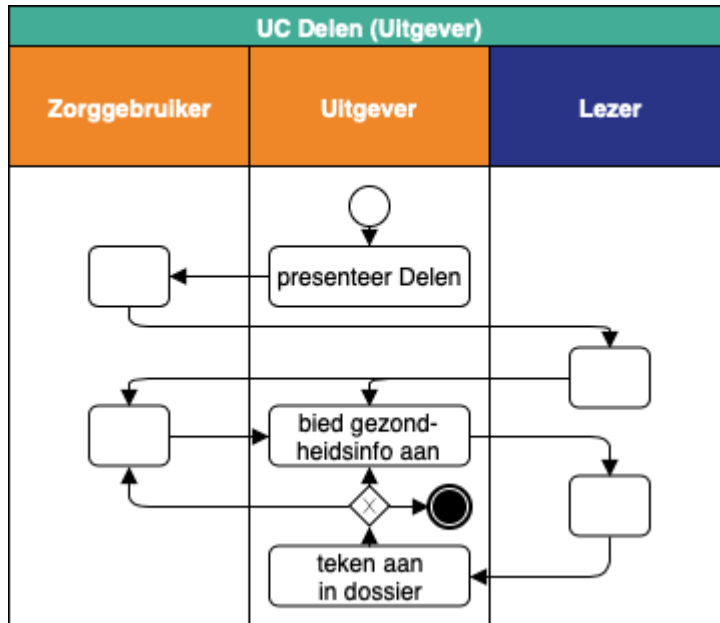 UC Delen (Uitgever)
Zorggebruiker
Uitgever
Lezer
presenteer Delen
bied gezond-
heidsinfo aan
X
teken aan
in dossier